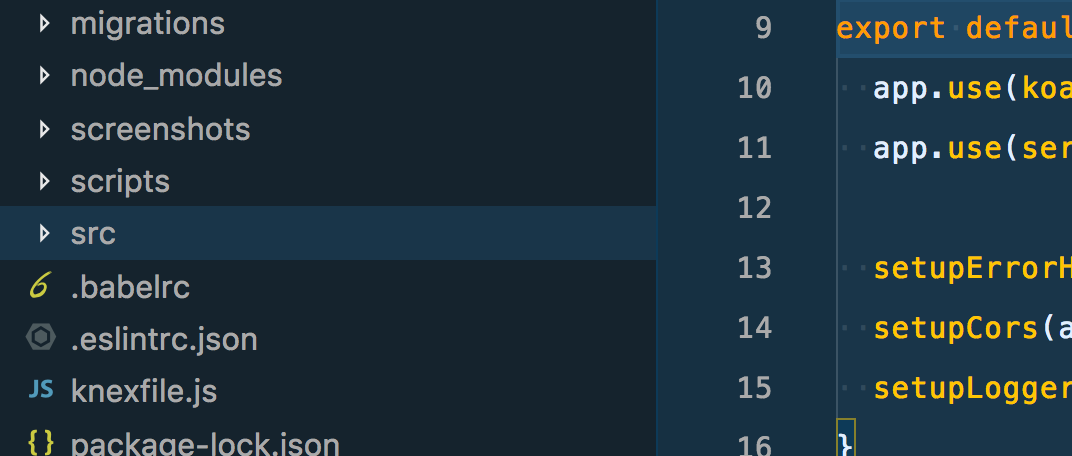 migrations
node_modules
screenshots
scripts
src
.babelrc
.eslintrc.json
JS knexfile.js
{} package-lock.json
9 export defaul
10 app.use(koa
11 app.use(ser
12
13 setupErrorH
14 setupCors(a
15 setupLogger
16 }